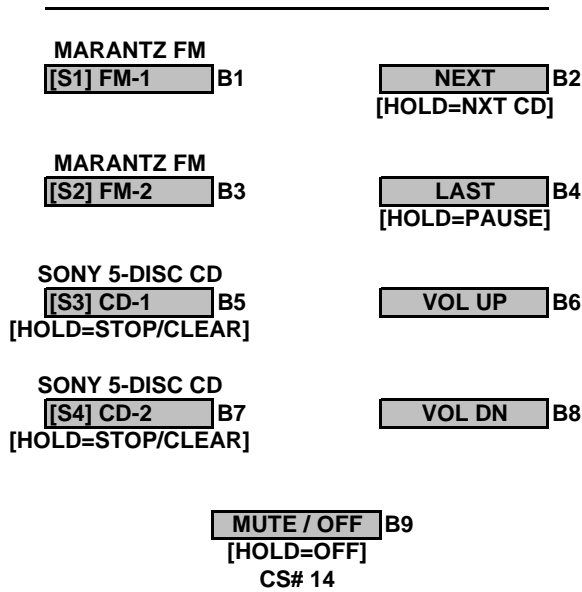 MARANTZ FM
[S1] FM-1 B1 NEXT B2
[HOLD=NXT CD]
MARANTZ FM
[S2] FM-2 B3 LAST B4
[HOLD=PAUSE]
SONY 5-DISC CD
[S3] CD-1 B5 VOL UP B6
[HOLD=STOP/CLEAR]
SONY 5-DISC CD
[S4] CD-2 B7 VOL DN B8
[HOLD=STOP/CLEAR]
MUTE / OFF B9
[HOLD=OFF]
CS# 14